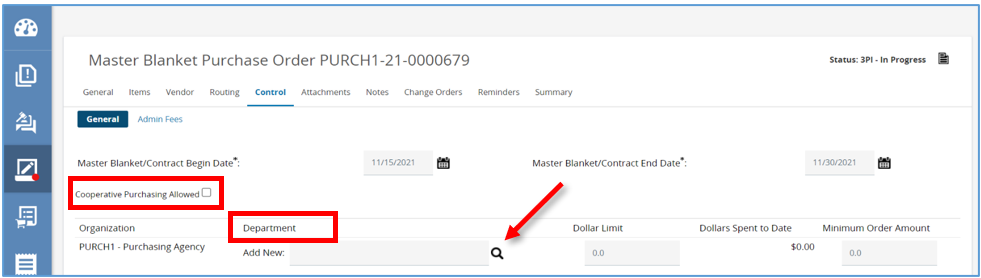 Master Blanket Purchase Order PURCH1-21-0000679
Status: 3PI - In Progress
General Items Vendor Routing Control Attachments Notes Change Orders Reminders Summary
General Admin Fees
Master Blanket/Contract Begin Date*: 11/15/2021 Master Blanket/Contract End Date*: 11/30/2021
Cooperative Purchasing Allowed
Organization Department Dollar Limit Dollars Spent to Date Minimum Order Amount
PURCH1 - Purchasing Agency Add New: 0.0 $0.00 0.0